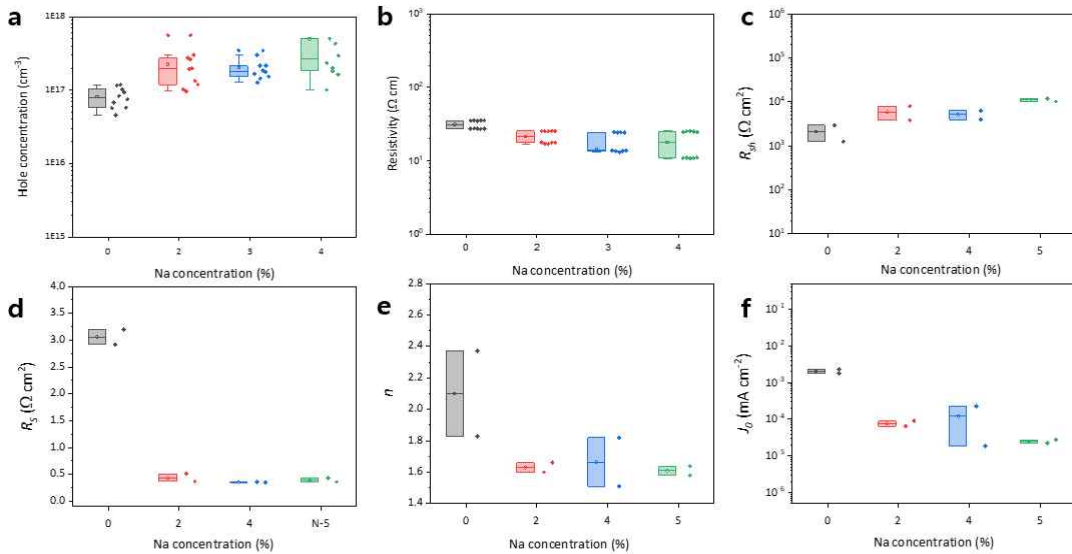 a
1E18
1E17
1E16
1E15
Hole concentration (cm⁻³)
0 2 3 4
Na concentration (%)
b
10³
10²
10¹
10⁰
Resistivity (Ω cm)
0 2 3 4
Na concentration (%)
c
10⁶
10⁵
10⁴
10³
10²
R_sh (Ω cm²)
0 2 4 5
Na concentration (%)
d
4.0
3.5
3.0
2.5
2.0
1.5
1.0
0.5
0.0
R_S (Ω cm²)
0 2 4 N-5
Na concentration (%)
e
2.8
2.6
2.4
2.2
2.0
1.8
1.6
1.4
n
0 2 4 5
Na concentration (%)
f
10⁻¹
10⁻²
10⁻³
10⁻⁴
10⁻⁵
10⁻⁶
J₀ (mA cm⁻²)
0 2 4 5
Na concentration (%)